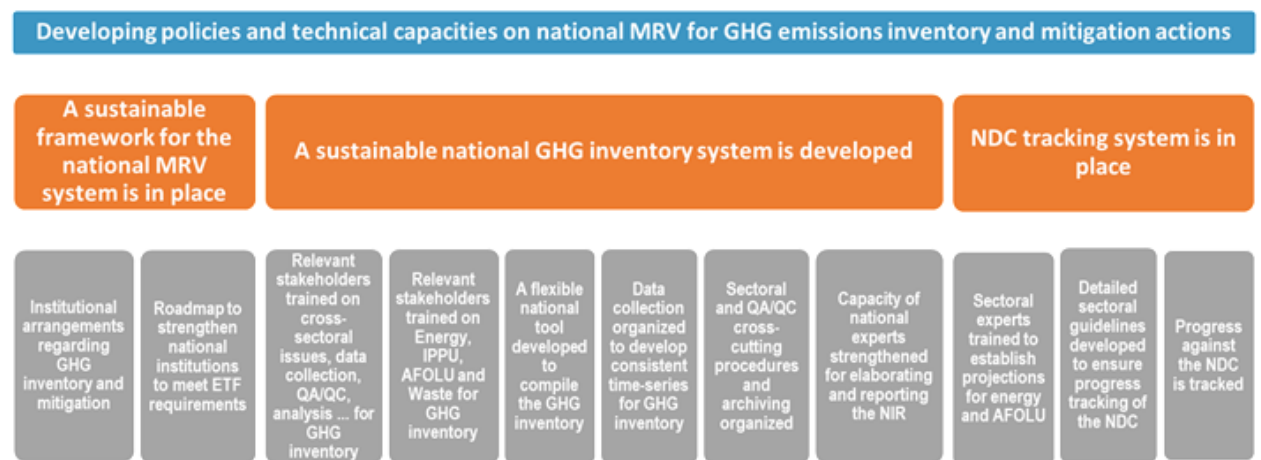 Developing policies and technical capacities on national MRV for GHG emissions inventory and mitigation actions
A sustainable
framework for the
national MRV
system is in place
A sustainable national GHG inventory system is developed
NDC tracking system is in
place
Institutional
arrangements
regarding
GHG
inventory and
mitigation
Roadmap to
strengthen
national
institutions
to meet ETF
requirements
Relevant
stakeholders
trained on
cross-
sectoral
issues, data
collection,
QA/QC,
analysis ... for
GHG
inventory
Relevant
stakeholders
trained on
Energy,
IPPU,
AFOLU and
Waste for
GHG
inventory
A flexible
national
tool
developed
to
compile
the GHG
inventory
Data
collection
organized
to develop
consistent
time-series
for GHG
inventory
Sectoral
and QA/QC
cross-
cutting
procedures
and
archiving
organized
Capacity of
national
experts
strengthened
for elaborating
and reporting
the NIR
Sectoral
experts
trained to
establish
projections
for energy
and AFOLU
Detailed
sectoral
guidelines
developed
to ensure
progress
tracking of
the NDC
Progress
against
the NDC
is tracked